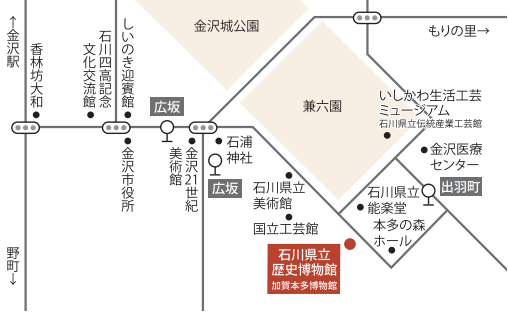 ↑金沢駅
香林坊大和
石川四高記念
文化交流館
しいのき迎賓館
金沢城公園
もりの里→
広坂
兼六園
いしかわ生活工芸
ミュージアム
石川県立伝統産業工芸館
金沢医療
センター
金沢市役所
金沢21世紀
美術館
石浦
神社
広坂
石川県立
美術館
国立工芸館
石川県立
能楽堂
出羽町
本多の森
ホール
石川県立
歴史博物館
加賀本多博物館
野町→